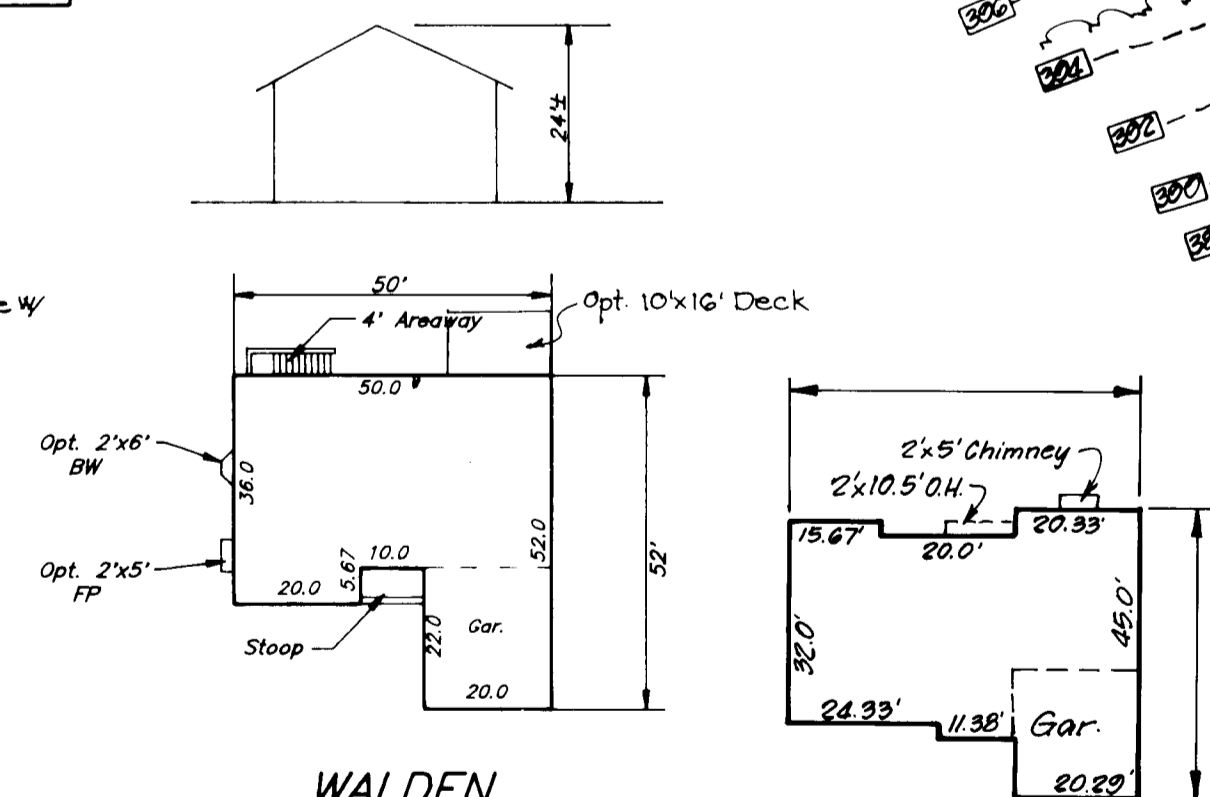 306
304
302
300
24'±
W/
50'
Opt. 10'x16' Deck
4' Areaway
50.0
Opt. 2'x6'
BW
36.0
2'x5' Chimney
2'x10.5' O.H.
15.67'
20.0'
20.33'
52.0
52'
10.0
5.67
Opt. 2'x5'
FP
20.0
Stoop
22.0
Gar.
20.0
32.0'
45.0'
24.33'
11.38'
Gar.
20.29'
WALDEN